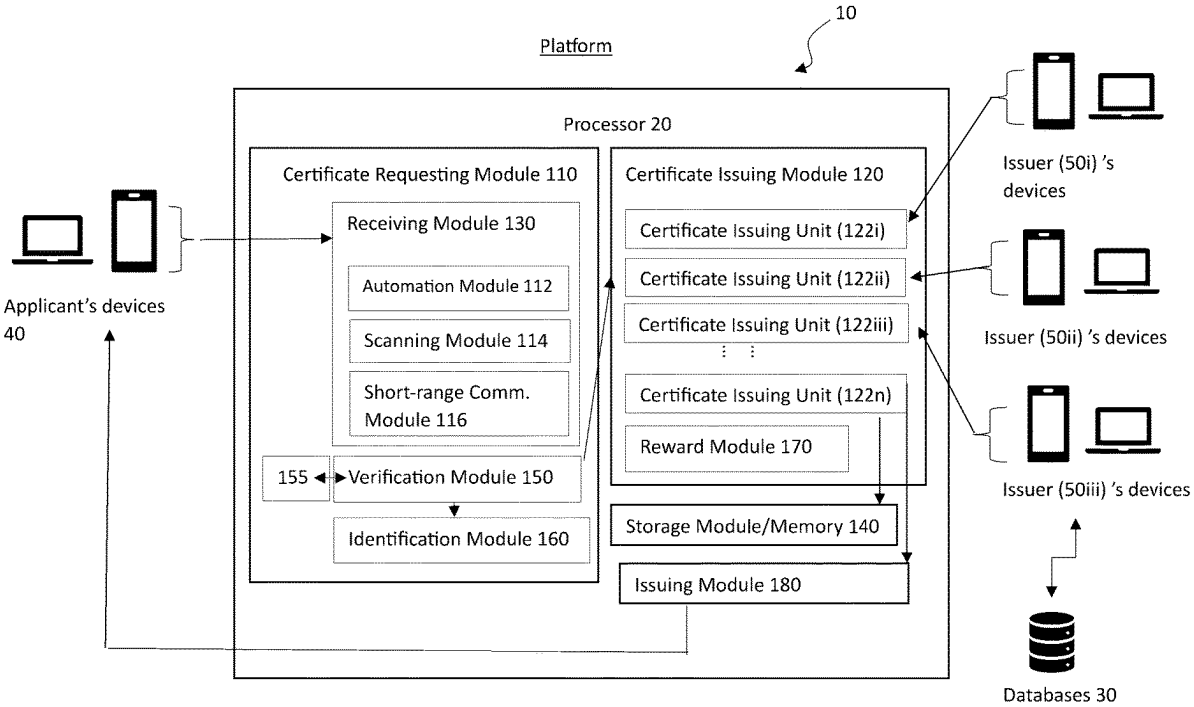 10
Platform
Processor 20
Certificate Requesting Module 110
Receiving Module 130
Automation Module 112
Scanning Module 114
Short-range Comm.
Module 116
155
Verification Module 150
Identification Module 160
Certificate Issuing Module 120
Certificate Issuing Unit (122i)
Certificate Issuing Unit (122ii)
Certificate Issuing Unit (122iii)
Certificate Issuing Unit (122n)
Reward Module 170
Storage Module/Memory 140
Issuing Module 180
Applicant's devices
40
Issuer (50i) 's
devices
Issuer (50ii) 's devices
Issuer (50iii) 's devices
Databases 30